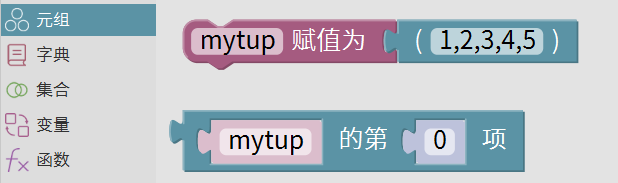 元组
字典
集合
变量
函数
mytup 赋值为 ( 1,2,3,4,5 )
mytup 的第 0 项